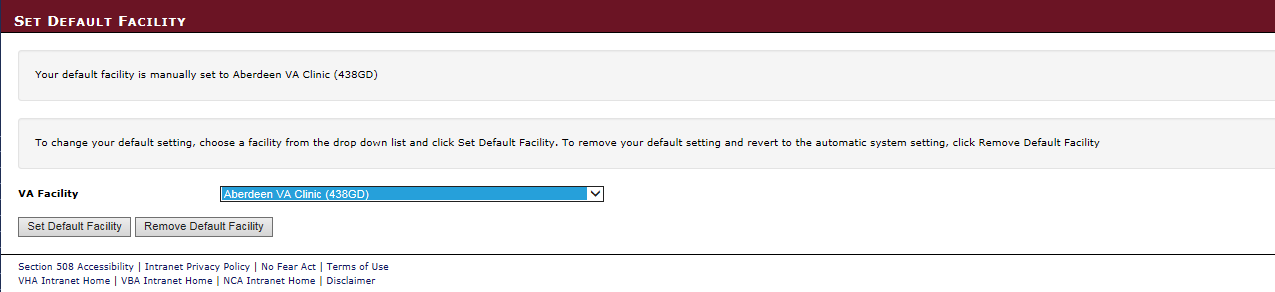 SET DEFAULT FACILITY
Your default facility is manually set to Aberdeen VA Clinic (438GD)
To change your default setting, choose a facility from the drop down list and click Set Default Facility. To remove your default setting and revert to the automatic system setting, click Remove Default Facility
VA Facility Aberdeen VA Clinic (438GD)
Set Default Facility Remove Default Facility
Section 508 Accessibility | Intranet Privacy Policy | No Fear Act | Terms of Use
VHA Intranet Home | VBA Intranet Home | NCA Intranet Home | Disclaimer